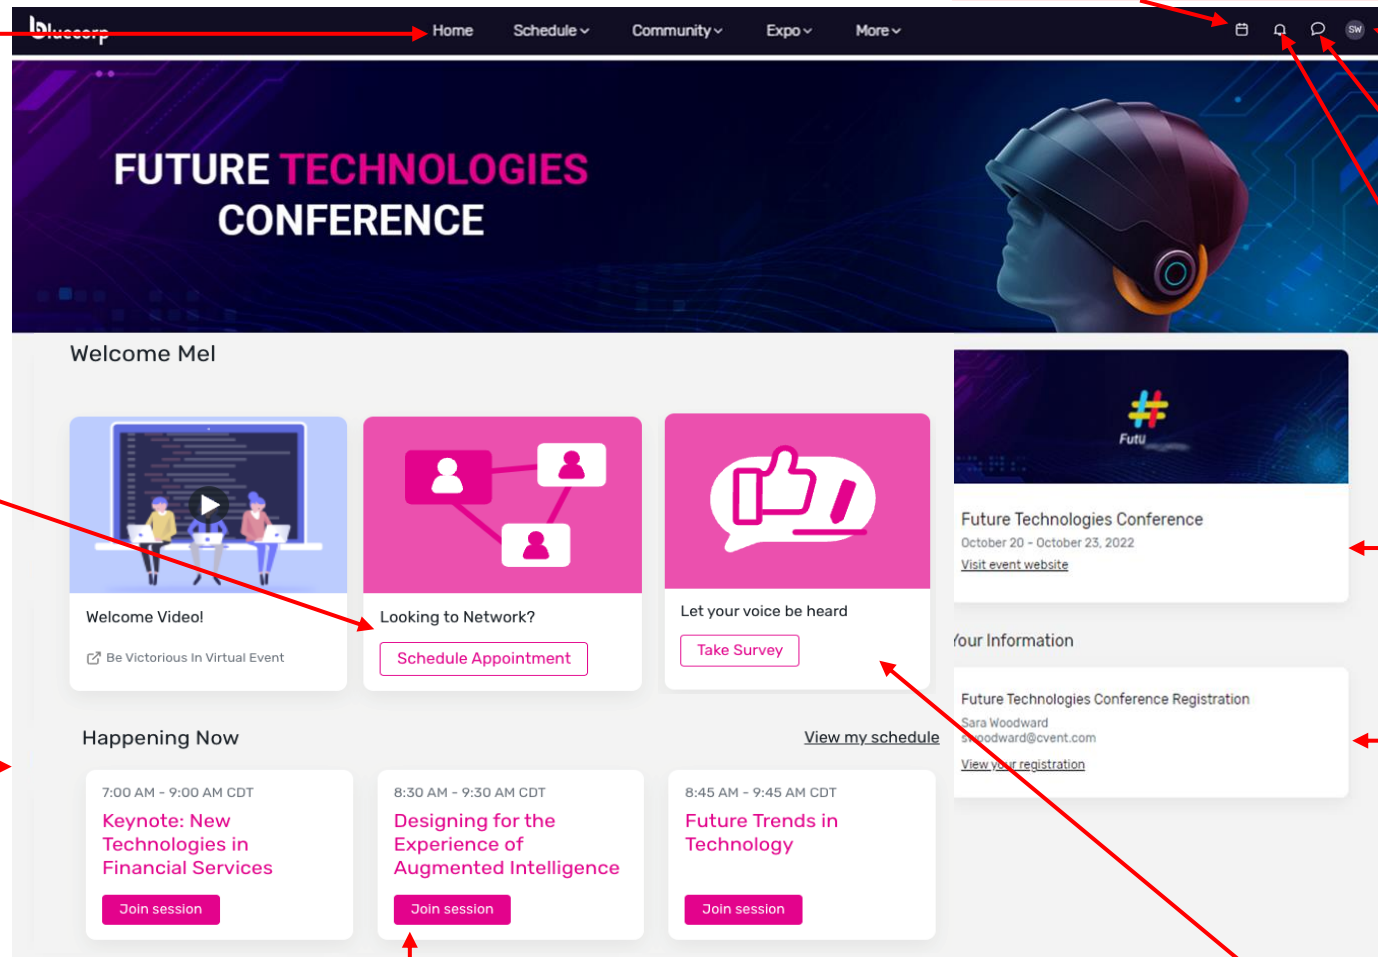 bluecorp
Home Schedule Community Expo More SW
FUTURE TECHNOLOGIES
CONFERENCE
Welcome Mel
Futu
Future Technologies Conference
October 20 - October 23, 2022
Visit event website
Welcome Video!
Be Victorious In Virtual Event
Looking to Network?
Schedule Appointment
Let your voice be heard
Take Survey
Your Information
Future Technologies Conference Registration
Sara Woodward
swoodward@cvent.com
View your registration
Happening Now
View my schedule
7:00 AM - 9:00 AM CDT
Keynote: New
Technologies in
Financial Services
Join session
8:30 AM - 9:30 AM CDT
Designing for the
Experience of
Augmented Intelligence
Join session
8:45 AM - 9:45 AM CDT
Future Trends in
Technology
Join session